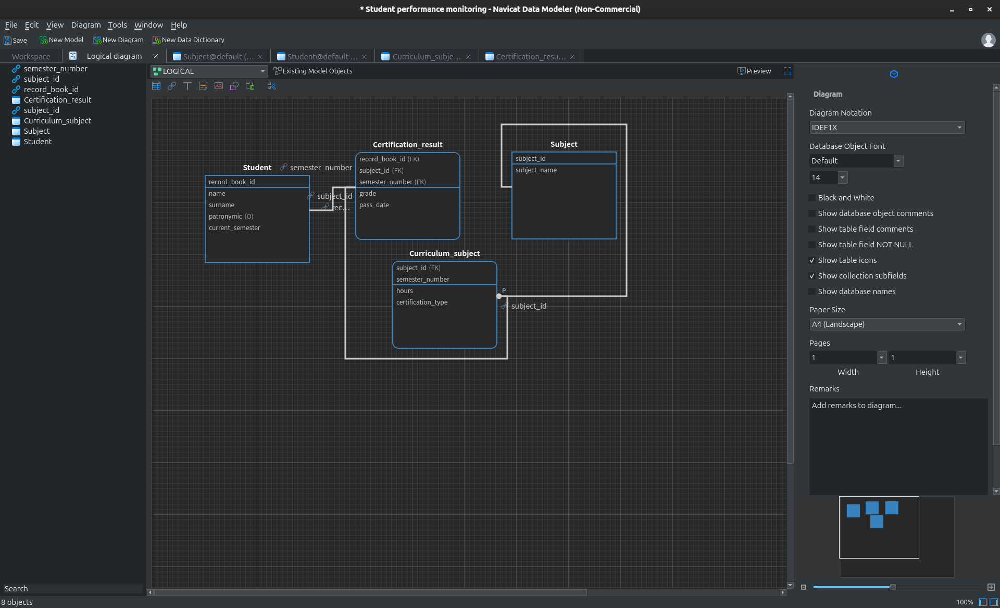 * Student performance monitoring - Navicat Data Modeler (Non-Commercial)
File Edit View Diagram Tools Window Help
Save New Model New Diagram New Data Dictionary
Workspace Logical diagram Subject@default (... Student@default ... Curriculum_subje... Certification_resu...
semester_number
subject_id
record_book_id
Certification_result
subject_id
Curriculum_subject
Subject
Student
Search
8 objects
LOGICAL Existing Model Objects Preview
Student
record_book_id
name
surname
patronymic (O)
current_semester
semester_number
subject_id
rec...
Certification_result
record_book_id (FK)
subject_id (FK)
semester_number (FK)
grade
pass_date
Subject
subject_id
subject_name
Curriculum_subject
subject_id (FK)
semester_number
hours
certification_type
P
subject_id
Diagram
Diagram Notation
IDEF1X
Database Object Font
Default
14
Black and White
Show database object comments
Show table field comments
Show table field NOT NULL
Show table icons
Show collection subfields
Show database names
Paper Size
A4 (Landscape)
Pages
1 1
Width Height
Remarks
Add remarks to diagram...
100%